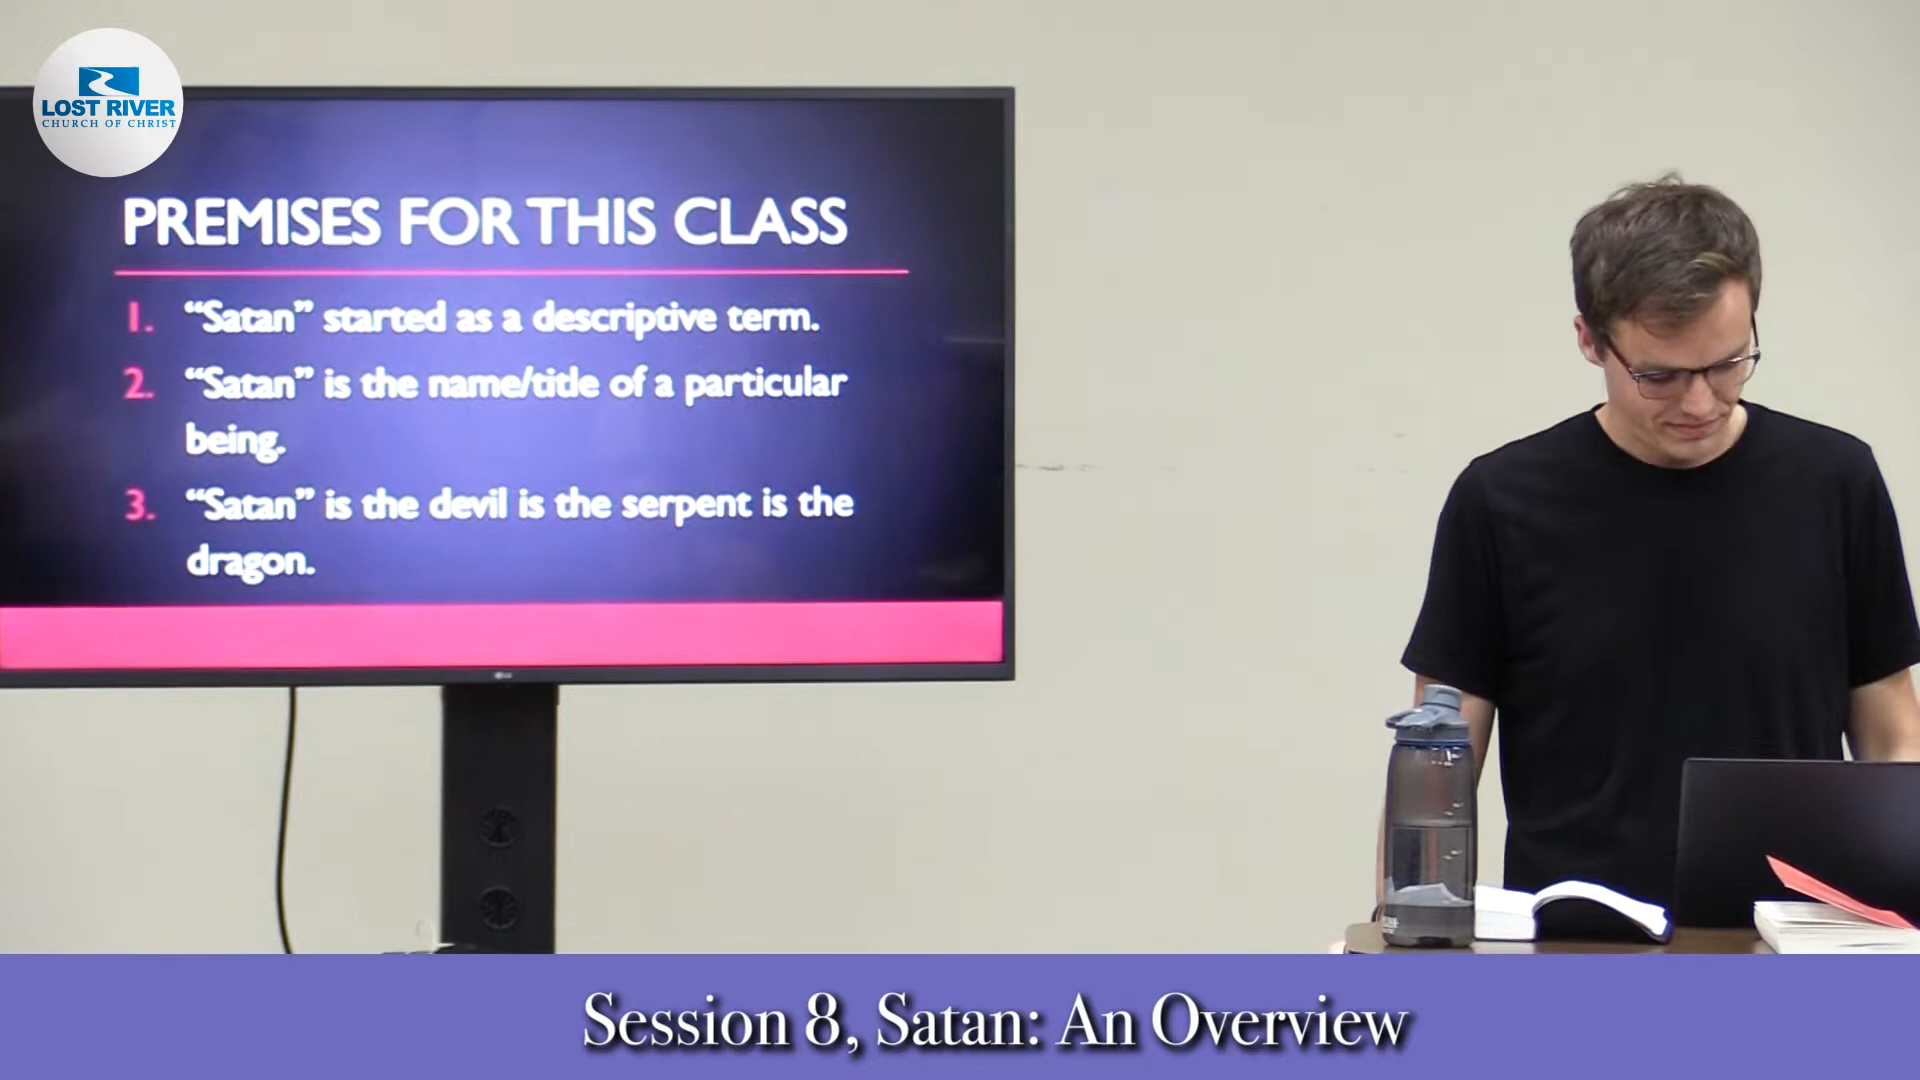 LOST RIVER
CHURCH OF CHRIST
PREMISES FOR THIS CLASS
1. “Satan” started as a descriptive term.
2. “Satan” is the name/title of a particular
being.
3. “Satan” is the devil is the serpent is the
dragon.
LG
Session 8, Satan: An Overview